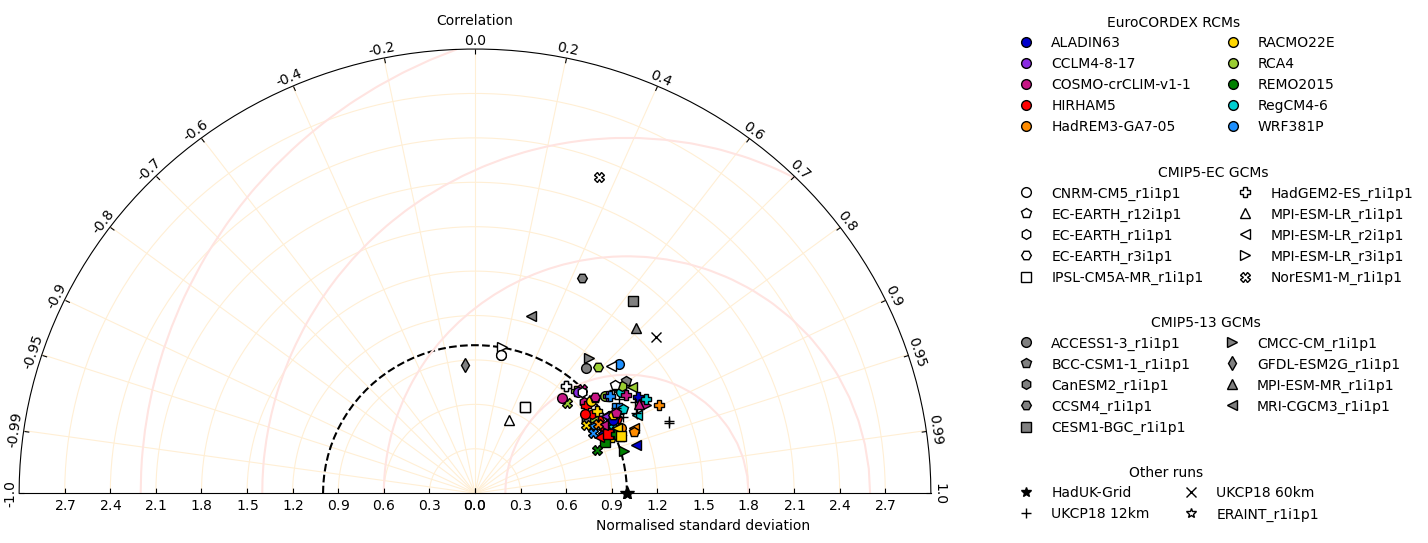 Correlation
-1.0
-0.99
-0.95
-0.9
-0.8
-0.7
-0.6
-0.4
-0.2
0.0
0.2
0.4
0.6
0.7
0.8
0.9
0.95
0.99
1.0
2.7 2.4 2.1 1.8 1.5 1.2 0.9 0.6 0.3 0.0 0.3 0.6 0.9 1.2 1.5 1.8 2.1 2.4 2.7
Normalised standard deviation
EuroCORDEX RCMs
ALADIN63 RACMO22E
CCLM4-8-17 RCA4
COSMO-crCLIM-v1-1 REMO2015
HIRHAM5 RegCM4-6
HadREM3-GA7-05 WRF381P
CMIP5-EC GCMs
CNRM-CM5_r1i1p1 HadGEM2-ES_r1i1p1
EC-EARTH_r12i1p1 MPI-ESM-LR_r1i1p1
EC-EARTH_r1i1p1 MPI-ESM-LR_r2i1p1
EC-EARTH_r3i1p1 MPI-ESM-LR_r3i1p1
IPSL-CM5A-MR_r1i1p1 NorESM1-M_r1i1p1
CMIP5-13 GCMs
ACCESS1-3_r1i1p1 CMCC-CM_r1i1p1
BCC-CSM1-1_r1i1p1 GFDL-ESM2G_r1i1p1
CanESM2_r1i1p1 MPI-ESM-MR_r1i1p1
CCSM4_r1i1p1 MRI-CGCM3_r1i1p1
CESM1-BGC_r1i1p1
Other runs
HadUK-Grid UKCP18 60km
UKCP18 12km ERAINT_r1i1p1